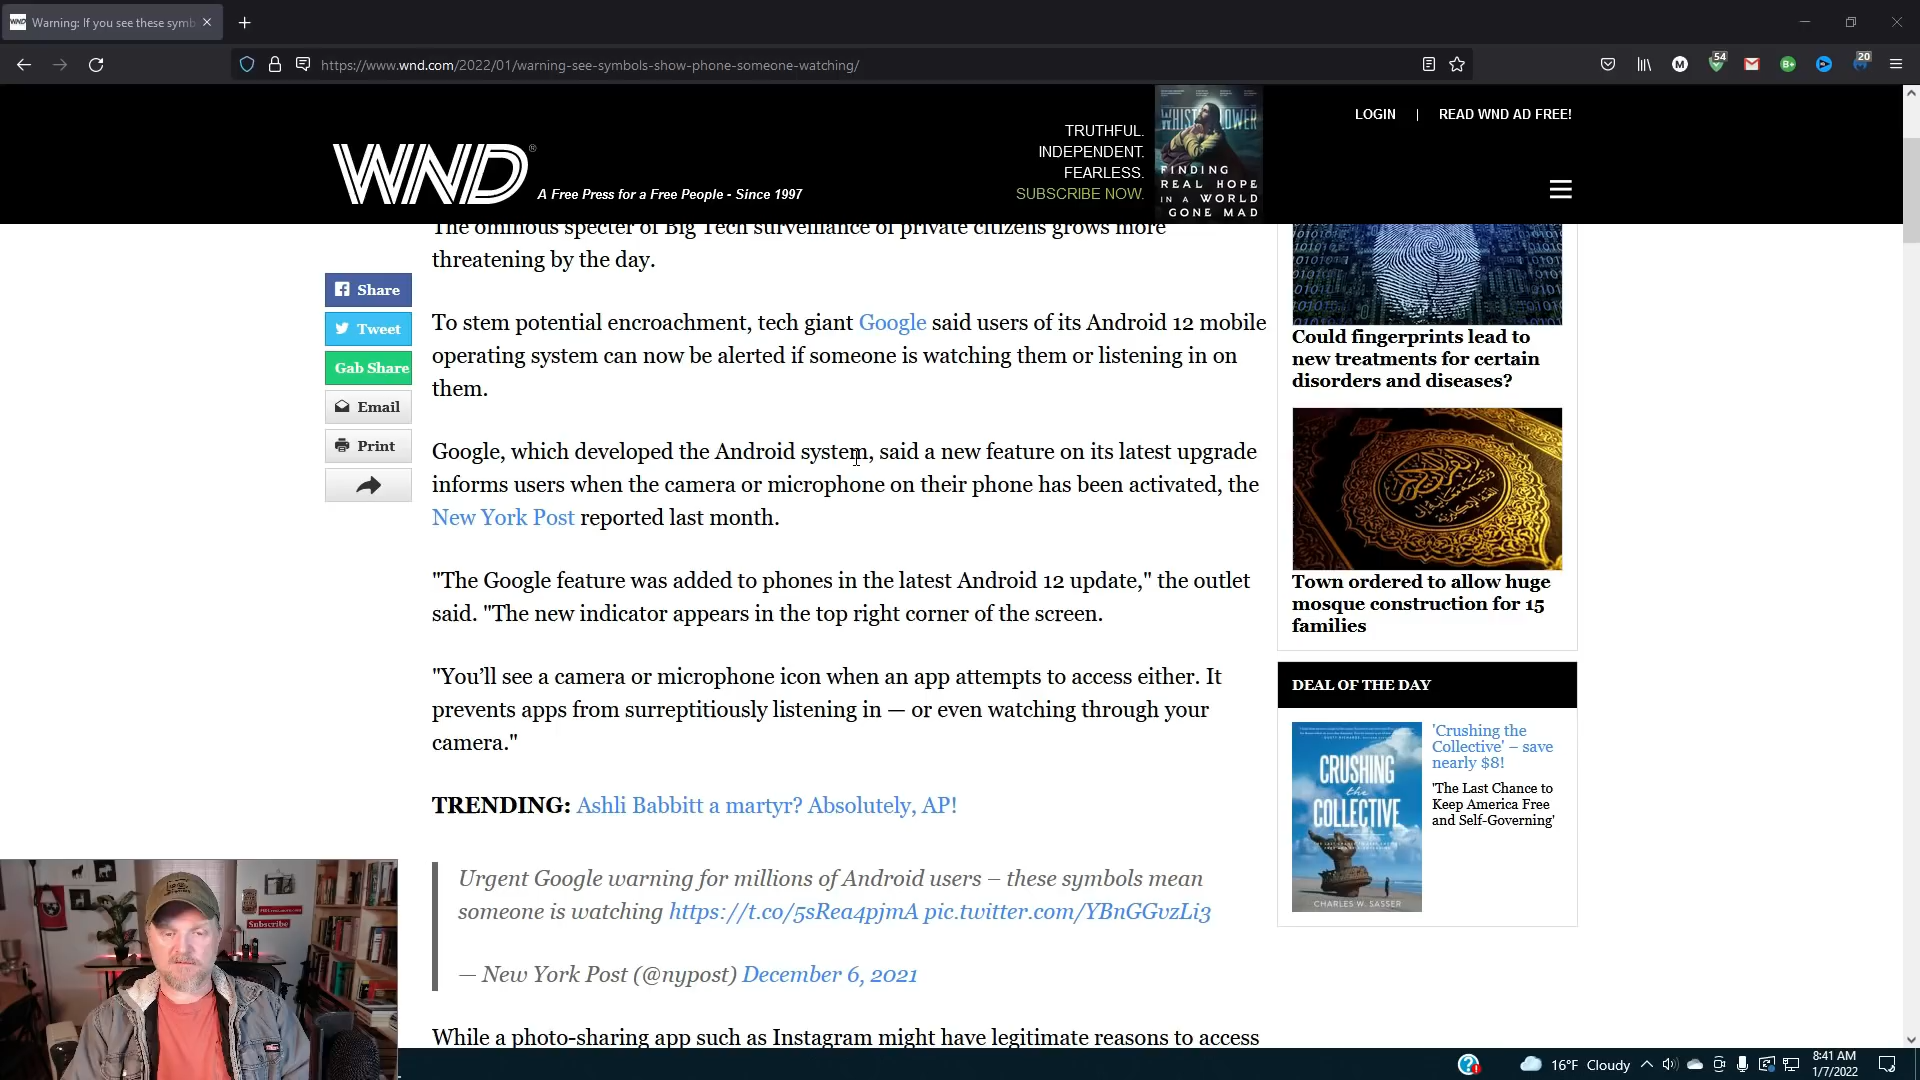 WND
Warning: If you see these symb
https://www.wnd.com/2022/01/warning-see-symbols-show-phone-someone-watching/
M
54
B+
20
WND®
A Free Press for a Free People - Since 1997
TRUTHFUL.
INDEPENDENT.
FEARLESS.
SUBSCRIBE NOW.
FINDING
REAL HOPE
IN A WORLD
GONE MAD
LOGIN | READ WND AD FREE!
The ominous specter of Big Tech surveillance of private citizens grows more
threatening by the day.
Share
Tweet
Gab Share
Email
Print
To stem potential encroachment, tech giant Google said users of its Android 12 mobile
operating system can now be alerted if someone is watching them or listening in on
them.
Google, which developed the Android system, said a new feature on its latest upgrade
informs users when the camera or microphone on their phone has been activated, the
New York Post reported last month.
"The Google feature was added to phones in the latest Android 12 update," the outlet
said. "The new indicator appears in the top right corner of the screen.
"You’ll see a camera or microphone icon when an app attempts to access either. It
prevents apps from surreptitiously listening in — or even watching through your
camera."
TRENDING: Ashli Babbitt a martyr? Absolutely, AP!
Urgent Google warning for millions of Android users – these symbols mean
someone is watching https://t.co/5sRea4pjmA pic.twitter.com/YBnGGvzLi3
— New York Post (@nypost) December 6, 2021
While a photo-sharing app such as Instagram might have legitimate reasons to access
Could fingerprints lead to
new treatments for certain
disorders and diseases?
Town ordered to allow huge
mosque construction for 15
families
DEAL OF THE DAY
CRUSHING
the
COLLECTIVE
CHARLES W. SASSER
'Crushing the
Collective' – save
nearly $8!
'The Last Chance to
Keep America Free
and Self-Governing'
Subscribe
16°F Cloudy
8:41 AM
1/7/2022